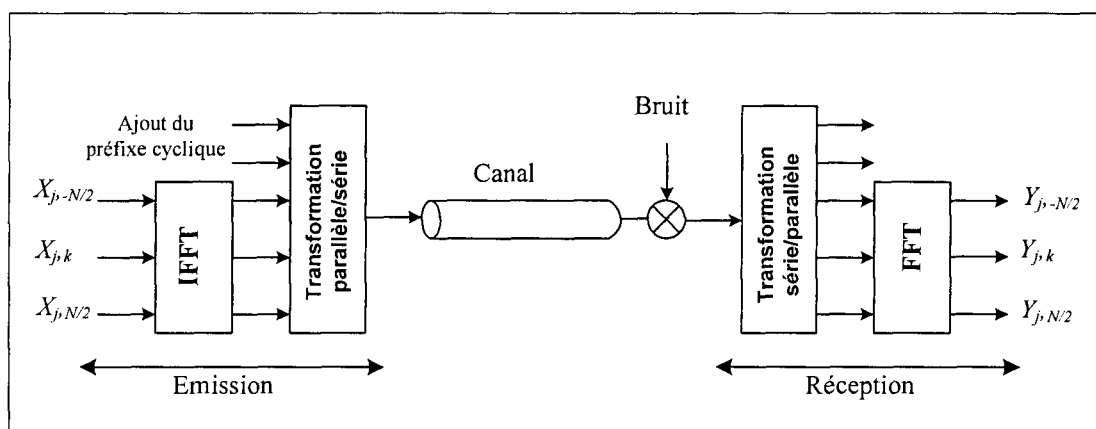 Bruit
Ajout du
préfixe cyclique
Canal
X_{j,-N/2}
X_{j,k}
X_{j,N/2}
IFFT
Transformation
parallèle/série
Transformation
série/parallèle
FFT
Y_{j,-N/2}
Y_{j,k}
Y_{j,N/2}
Emission
Réception